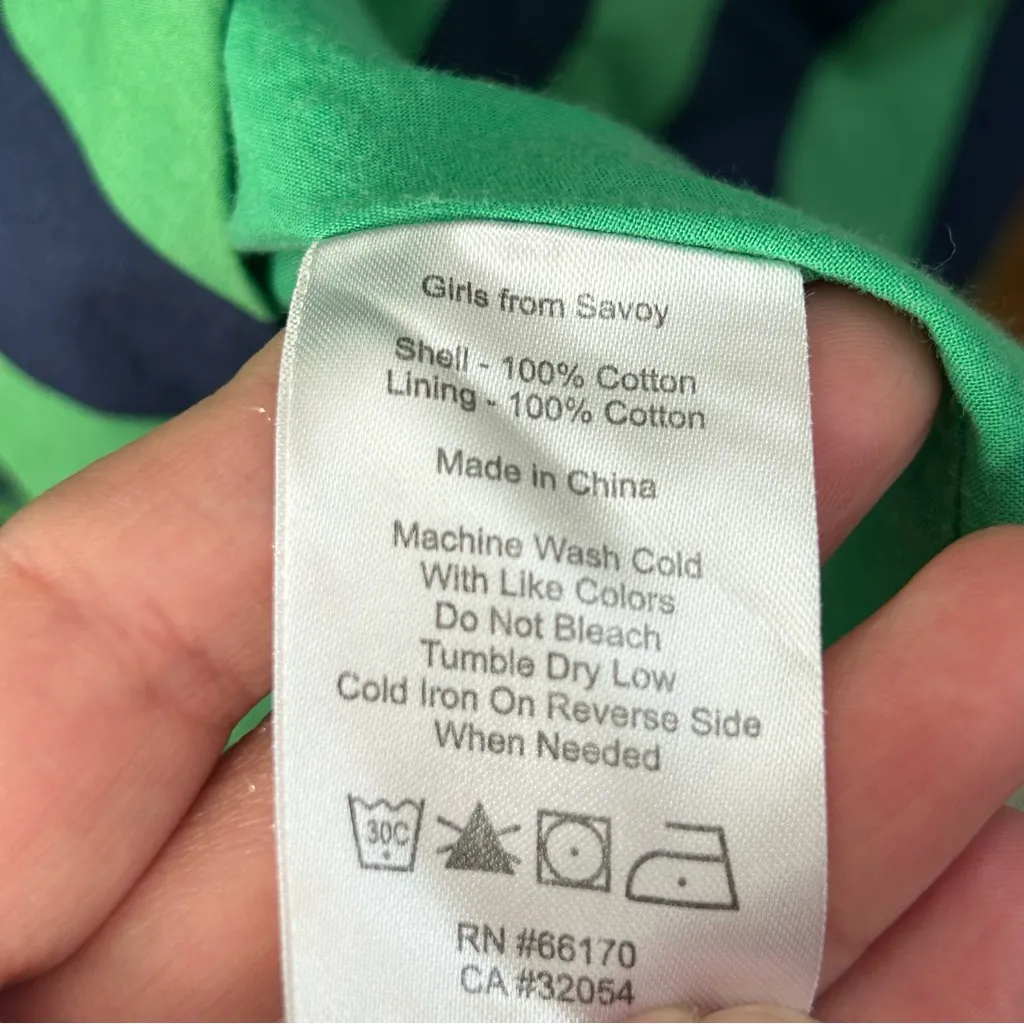 Girls from Savoy
Shell - 100% Cotton
Lining - 100% Cotton
Made in China
Machine Wash Cold
With Like Colors
Do Not Bleach
Tumble Dry Low
Cold Iron On Reverse Side
When Needed
30C
RN #66170
CA #32054